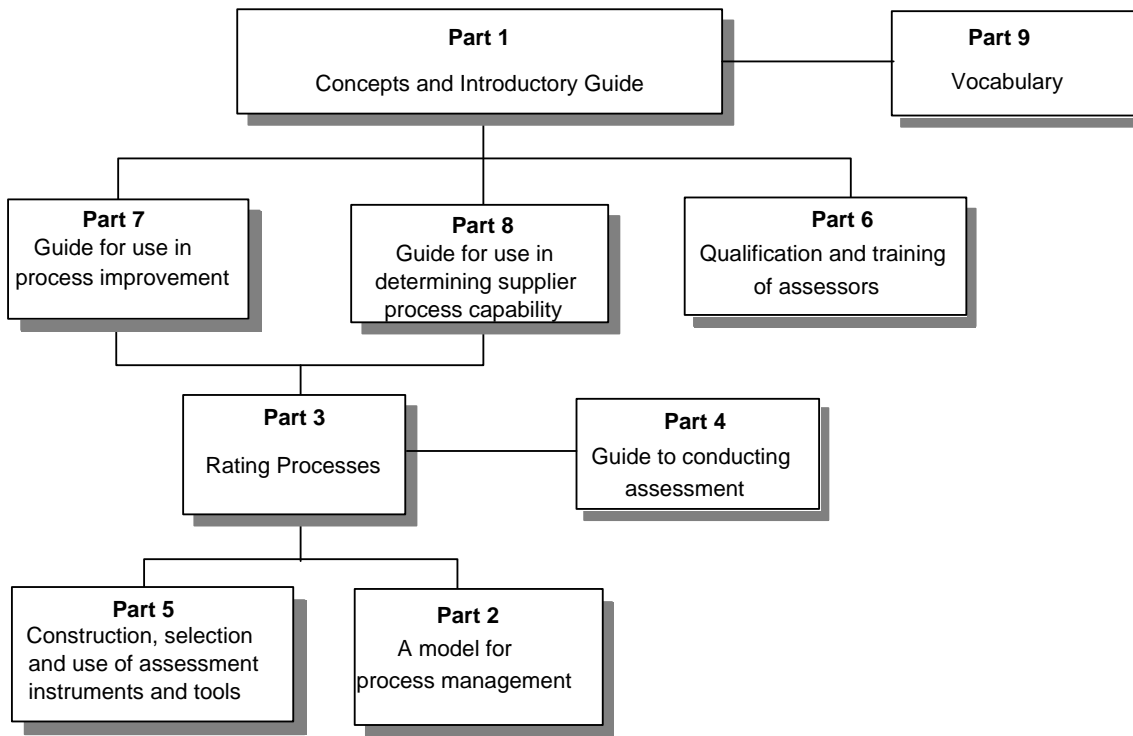 Part 1
Concepts and Introductory Guide
Part 9
Vocabulary
Part 7
Guide for use in
process improvement
Part 8
Guide for use in
determining supplier
process capability
Part 6
Qualification and training
of assessors
Part 3
Rating Processes
Part 4
Guide to conducting
assessment
Part 5
Construction, selection
and use of assessment
instruments and tools
Part 2
A model for
process management